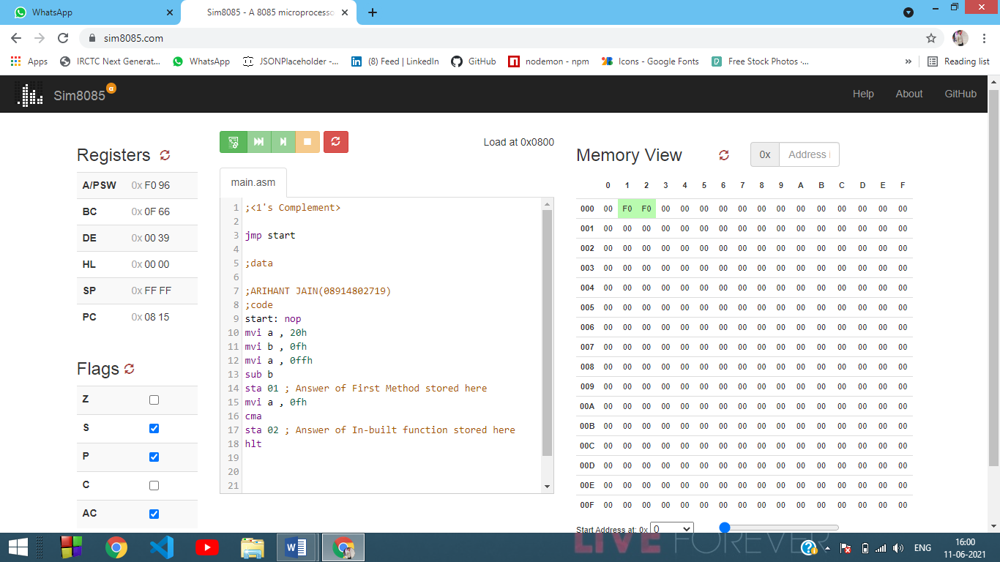 WhatsApp
Sim8085 - A 8085 microprocesso
sim8085.com
Apps IRCTC Next Generat... WhatsApp JSONPlaceholder -... (8) Feed | LinkedIn GitHub nodemon - npm Icons - Google Fonts Free Stock Photos ·... » Reading list
Sim8085 α Help About GitHub
Registers
A/PSW 0x F0 96
BC 0x 0F 66
DE 0x 00 39
HL 0x 00 00
SP 0x FF FF
PC 0x 08 15
Flags
Z
S
P
C
AC
Load at 0x0800
main.asm
1 ;<1's Complement>
2
3 jmp start
4
5 ;data
6
7 ;ARIHANT JAIN(08914802719)
8 ;code
9 start: nop
10 mvi a , 20h
11 mvi b , 0fh
12 mvi a , 0ffh
13 sub b
14 sta 01 ; Answer of First Method stored here
15 mvi a , 0fh
16 cma
17 sta 02 ; Answer of In-built function stored here
18 hlt
19
20
21
Memory View 0x Address
0 1 2 3 4 5 6 7 8 9 A B C D E F
000 00 F0 F0 00 00 00 00 00 00 00 00 00 00 00 00 00
001 00 00 00 00 00 00 00 00 00 00 00 00 00 00 00 00
002 00 00 00 00 00 00 00 00 00 00 00 00 00 00 00 00
003 00 00 00 00 00 00 00 00 00 00 00 00 00 00 00 00
004 00 00 00 00 00 00 00 00 00 00 00 00 00 00 00 00
005 00 00 00 00 00 00 00 00 00 00 00 00 00 00 00 00
006 00 00 00 00 00 00 00 00 00 00 00 00 00 00 00 00
007 00 00 00 00 00 00 00 00 00 00 00 00 00 00 00 00
008 00 00 00 00 00 00 00 00 00 00 00 00 00 00 00 00
009 00 00 00 00 00 00 00 00 00 00 00 00 00 00 00 00
00A 00 00 00 00 00 00 00 00 00 00 00 00 00 00 00 00
00B 00 00 00 00 00 00 00 00 00 00 00 00 00 00 00 00
00C 00 00 00 00 00 00 00 00 00 00 00 00 00 00 00 00
00D 00 00 00 00 00 00 00 00 00 00 00 00 00 00 00 00
00E 00 00 00 00 00 00 00 00 00 00 00 00 00 00 00 00
00F 00 00 00 00 00 00 00 00 00 00 00 00 00 00 00 00
Start Address at: 0x 0
LIVE FOREVER
ENG
16:00
11-06-2021